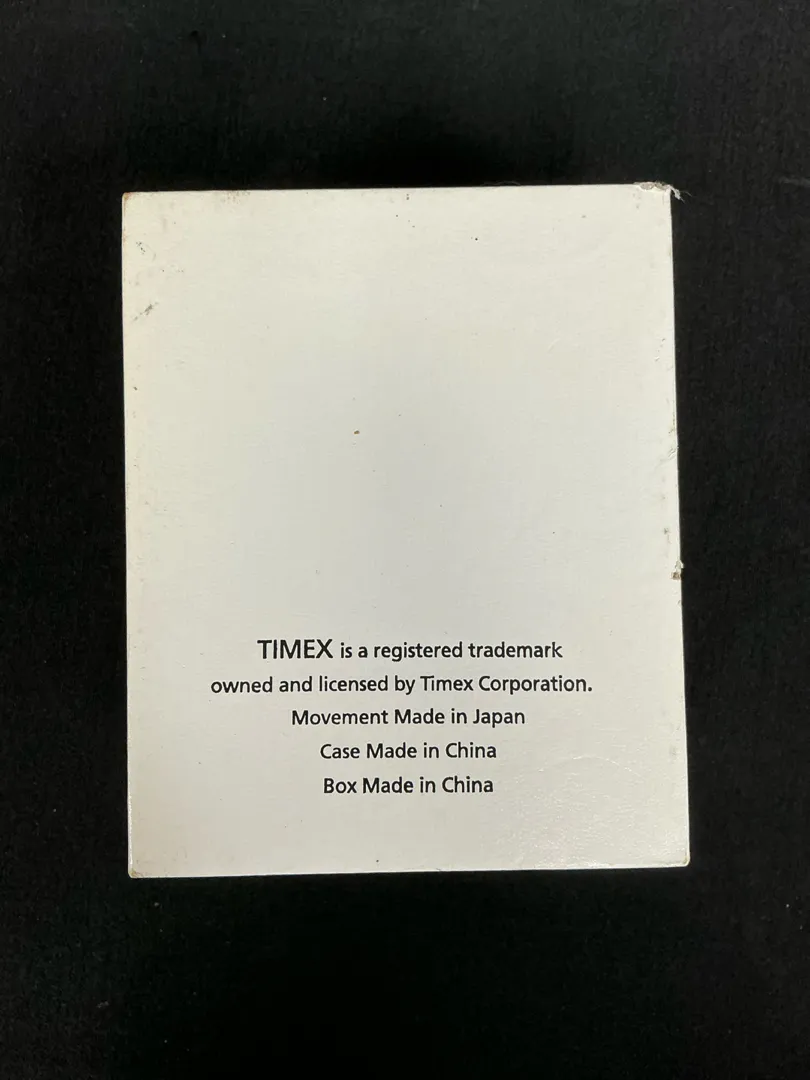 TIMEX is a registered trademark
owned and licensed by Timex Corporation.
Movement Made in Japan
Case Made in China
Box Made in China